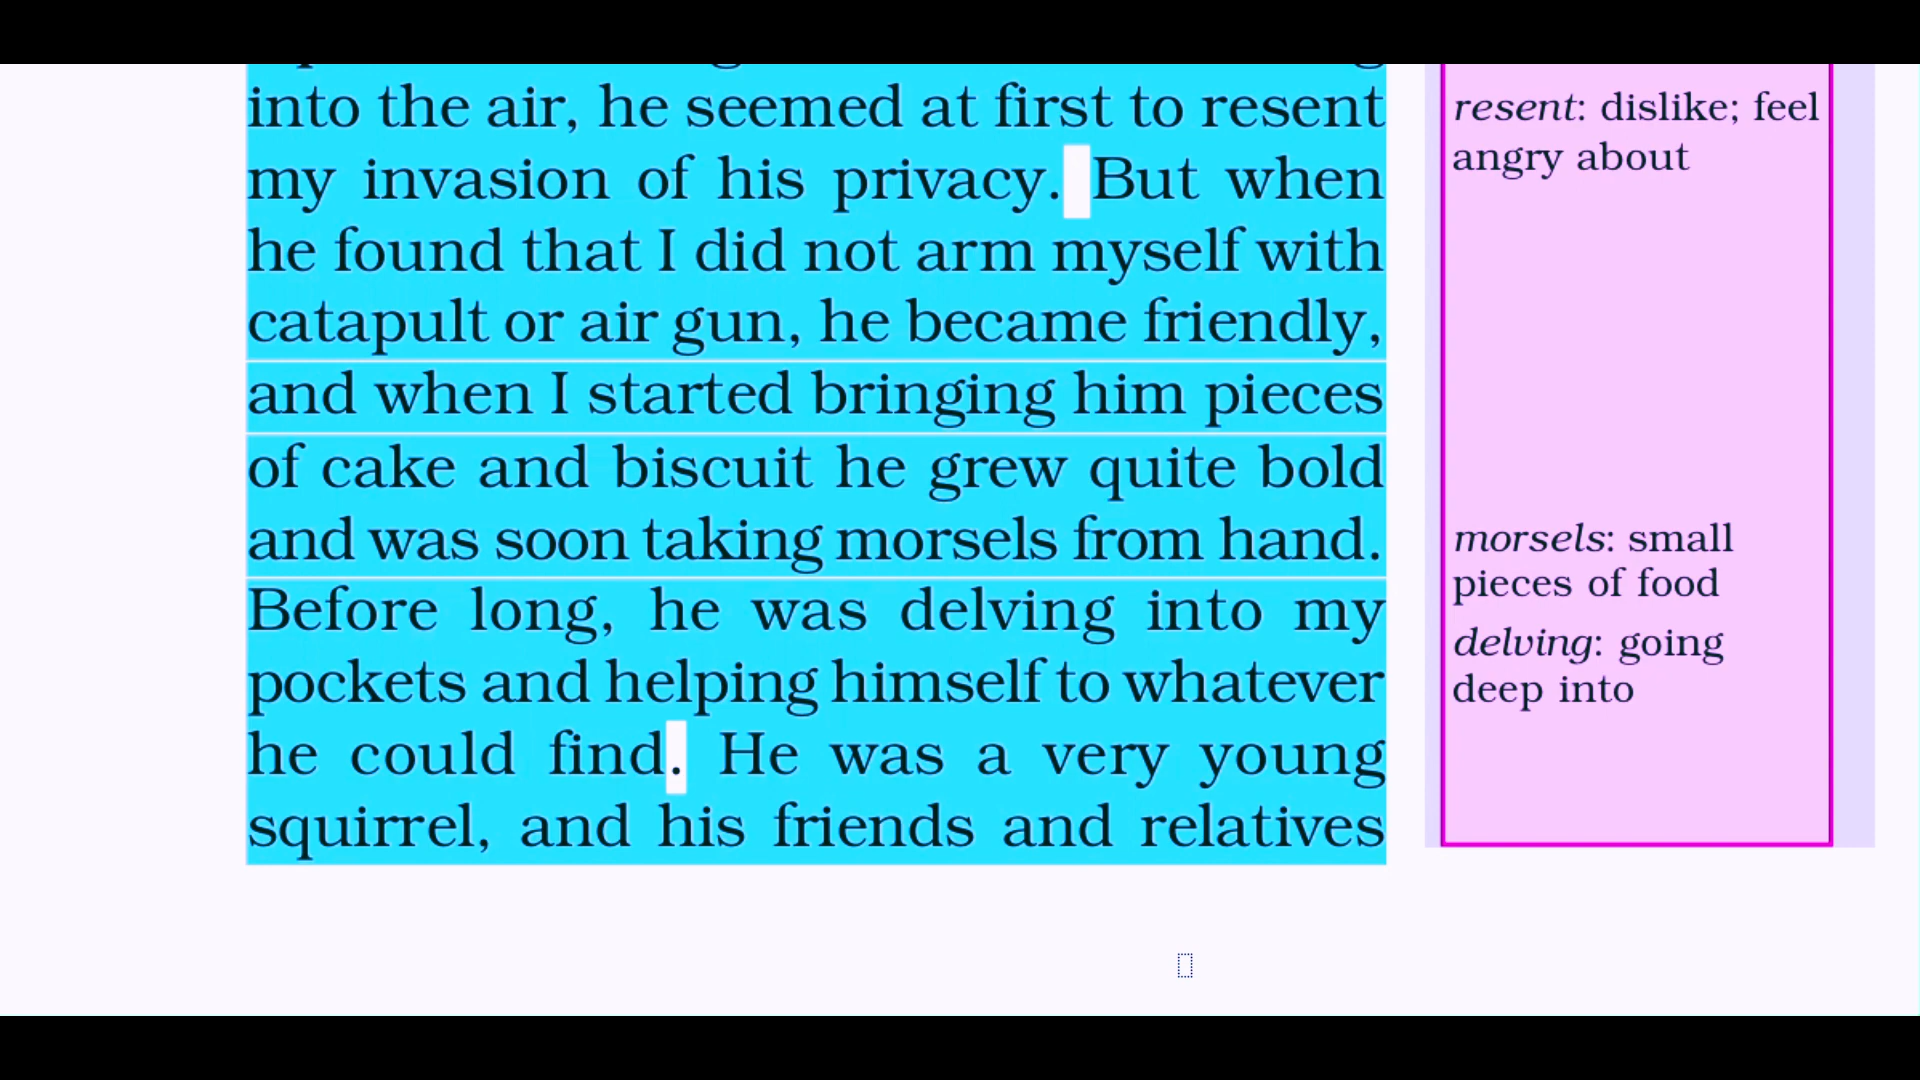 into the air, he seemed at first to resent
my invasion of his privacy. But when
he found that I did not arm myself with
catapult or air gun, he became friendly,
and when I started bringing him pieces
of cake and biscuit he grew quite bold
and was soon taking morsels from hand.
Before long, he was delving into my
pockets and helping himself to whatever
he could find. He was a very young
squirrel, and his friends and relatives
resent: dislike; feel
angry about
morsels: small
pieces of food
delving: going
deep into